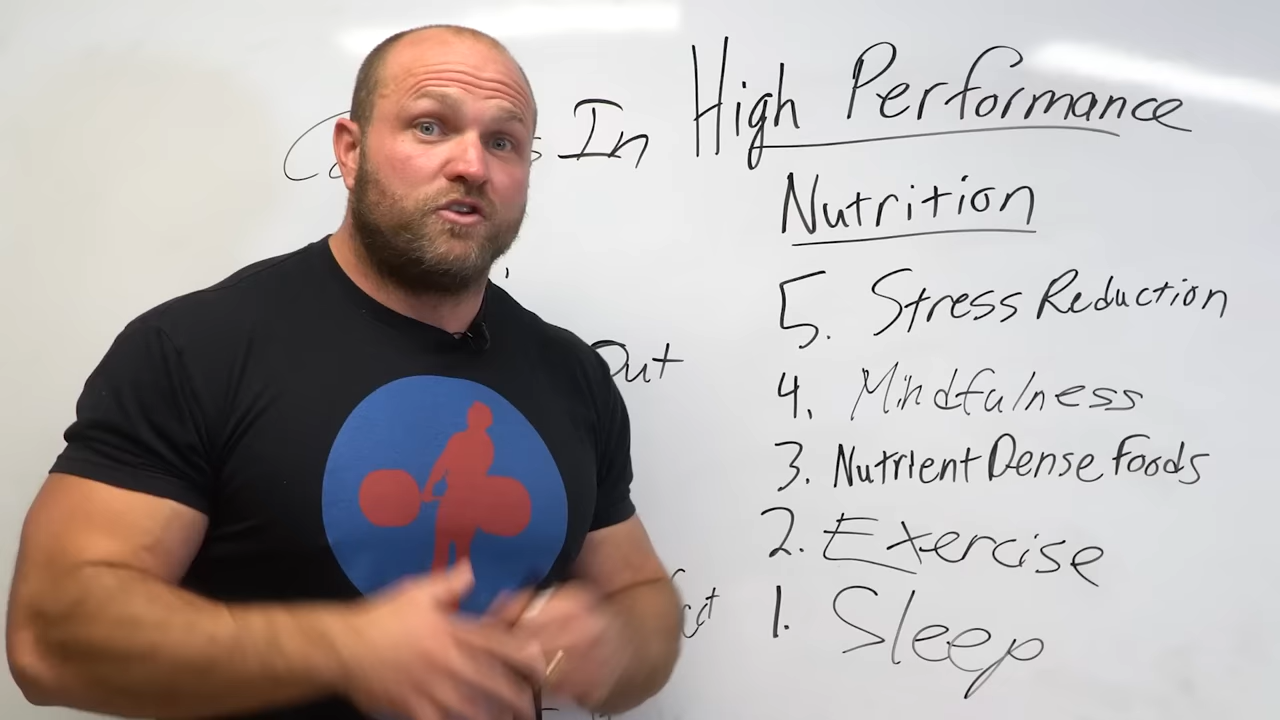 In High Performance
Nutrition
5. Stress Reduction
Out
4. Mindfulness
3. Nutrient Dense Foods
2. Exercise
1. Sleep